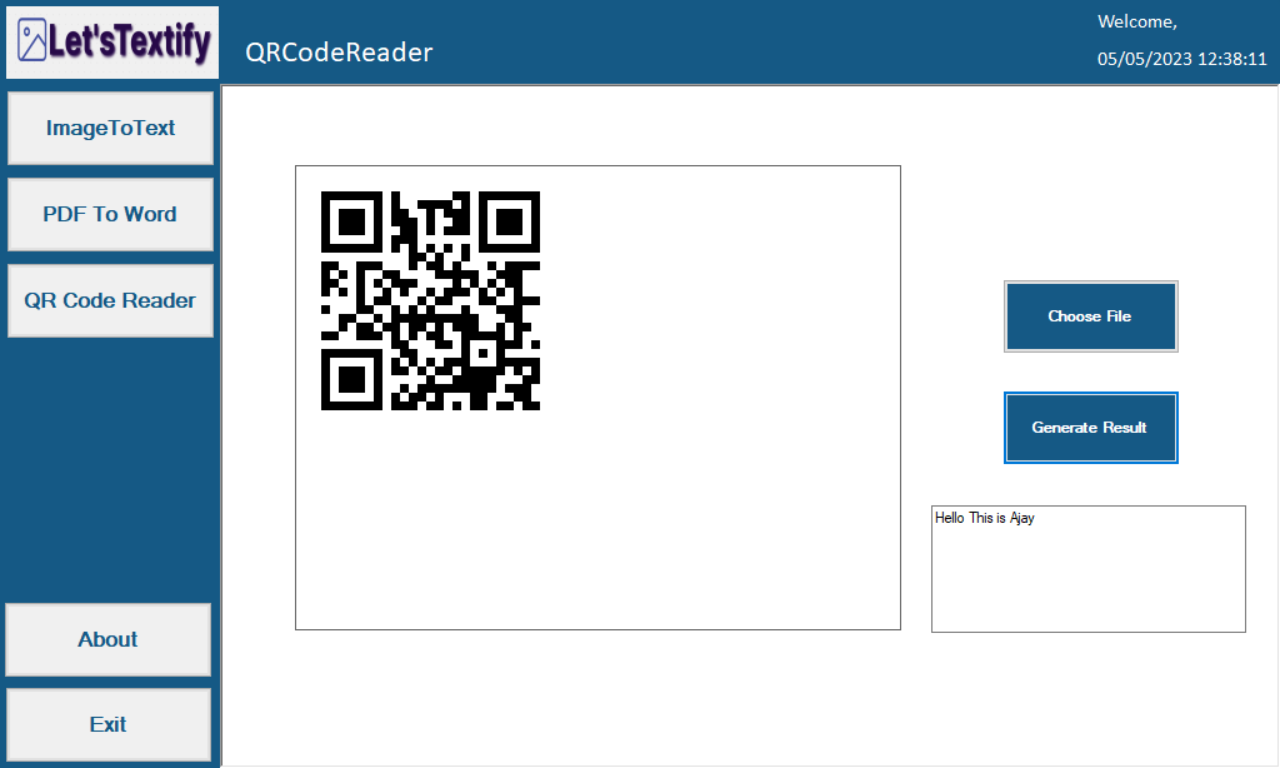 Let'sTextify
QRCodeReader
Welcome,
05/05/2023 12:38:11
ImageToText
PDF To Word
QR Code Reader
Choose File
Generate Result
Hello This is Ajay
About
Exit